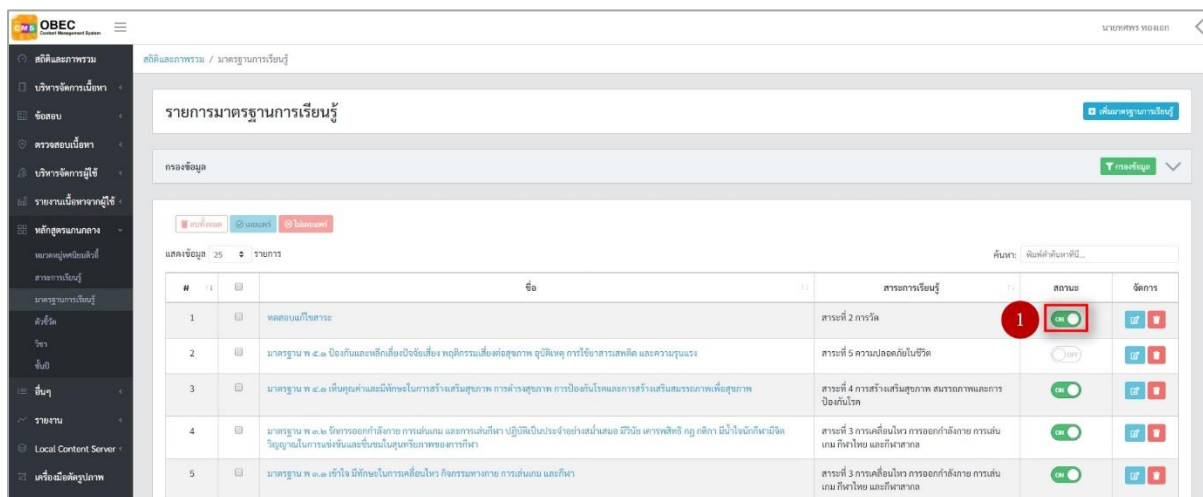 CMS OBEC
Content Management System
นายทศพร ทองเอก
สถิติและภาพรวม
บริหารจัดการเนื้อหา
ข้อสอบ
ตรวจสอบเนื้อหา
บริหารจัดการผู้ใช้
รายงานเนื้อหาจากผู้ใช้
หลักสูตรแกนกลาง
หมวดหมู่ทศนิยมดิวอี้
สาระการเรียนรู้
มาตรฐานการเรียนรู้
ตัวชี้วัด
วิชา
ชั้นปี
อื่นๆ
รายงาน
Local Content Server
เครื่องมือตัดรูปภาพ
สถิติและภาพรวม / มาตรฐานการเรียนรู้
รายการมาตรฐานการเรียนรู้
เพิ่มมาตรฐานการเรียนรู้
กรองข้อมูล
กรองข้อมูล
ลบทั้งหมด เผยแพร่ ไม่เผยแพร่
แสดงข้อมูล 25 รายการ
ค้นหา: พิมพ์คำค้นหาที่นี่...
# ชื่อ สาระการเรียนรู้ สถานะ จัดการ
1 ทดสอบแก้ไขสาระ สาระที่ 2 การวัด 1 ON
2 มาตรฐาน พ ๕.๑ ป้องกันและหลีกเลี่ยงปัจจัยเสี่ยง พฤติกรรมเสี่ยงต่อสุขภาพ อุบัติเหตุ การใช้ยาสารเสพติด และความรุนแรง สาระที่ 5 ความปลอดภัยในชีวิต OFF
3 มาตรฐาน พ ๔.๑ เห็นคุณค่าและมีทักษะในการสร้างเสริมสุขภาพ การดำรงสุขภาพ การป้องกันโรคและการสร้างเสริมสมรรถภาพเพื่อสุขภาพ สาระที่ 4 การสร้างเสริมสุขภาพ สมรรถภาพและการ ON
ป้องกันโรค
4 มาตรฐาน พ ๓.๒ รักการออกกำลังกาย การเล่นเกม และการเล่นกีฬา ปฏิบัติเป็นประจำอย่างสม่ำเสมอ มีวินัย เคารพสิทธิ กฎ กติกา มีน้ำใจนักกีฬามีจิต สาระที่ 3 การเคลื่อนไหว การออกกำลังกาย การเล่น ON
วิญญาณในการแข่งขันและชื่นชมในสุนทรียภาพของการกีฬา เกม กีฬาไทย และกีฬาสากล
5 มาตรฐาน พ ๓.๑ เข้าใจ มีทักษะในการเคลื่อนไหว กิจกรรมทางกาย การเล่นเกม และกีฬา สาระที่ 3 การเคลื่อนไหว การออกกำลังกาย การเล่น ON
เกม กีฬาไทย และกีฬาสากล